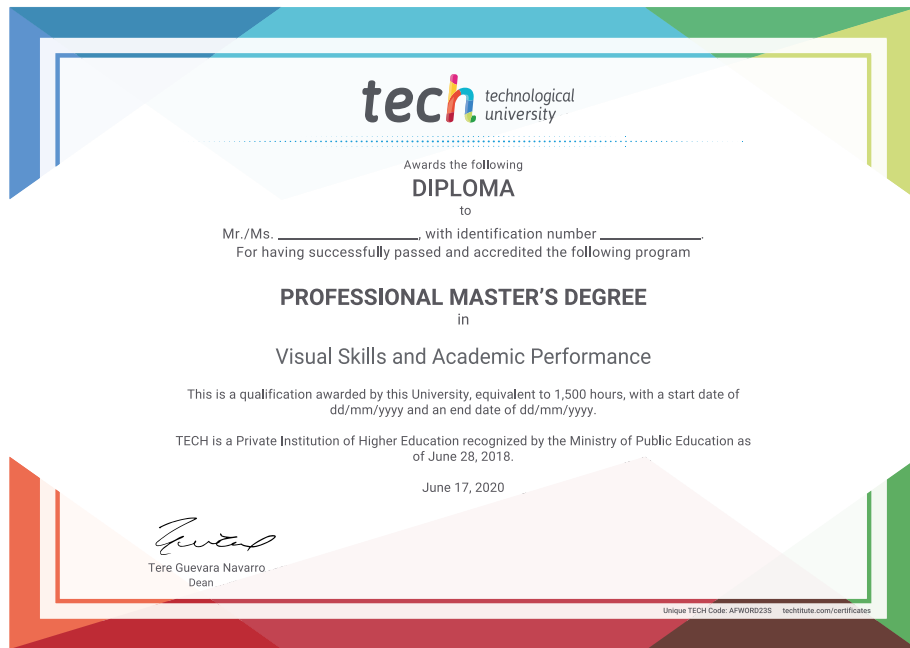 tech technological
university
Awards the following
DIPLOMA
to
Mr./Ms. ____________, with identification number ____________.
For having successfully passed and accredited the following program
PROFESSIONAL MASTER'S DEGREE
in
Visual Skills and Academic Performance
This is a qualification awarded by this University, equivalent to 1,500 hours, with a start date of
dd/mm/yyyy and an end date of dd/mm/yyyy.
TECH is a Private Institution of Higher Education recognized by the Ministry of Public Education as
of June 28, 2018.
June 17, 2020
Tere Guevara Navarro
Dean
Unique TECH Code: AFWORD23S techtitute.com/certificates